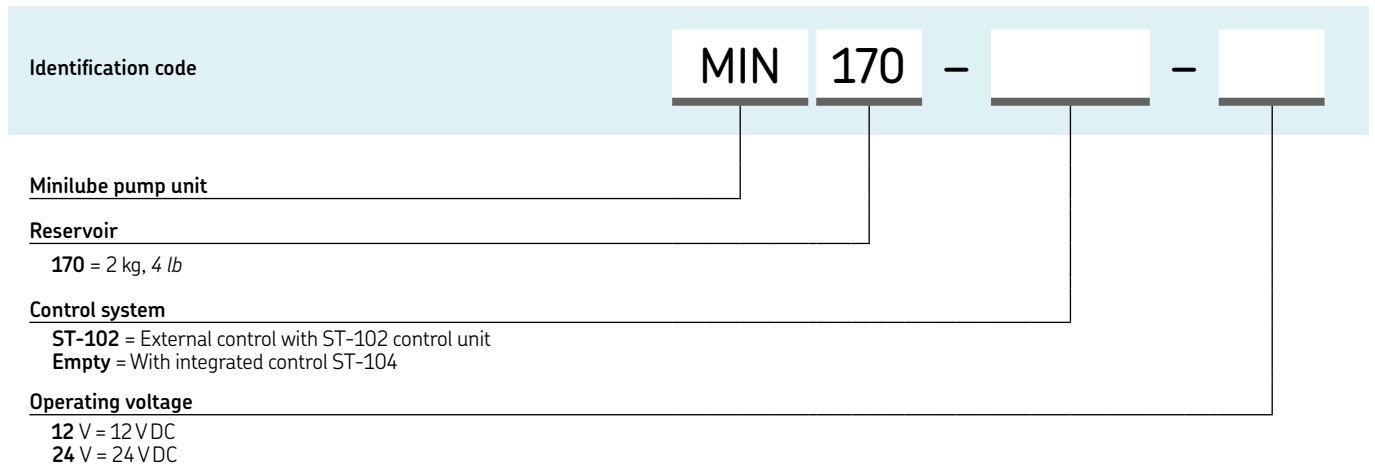 Identification code MIN 170 – –
Minilube pump unit
Reservoir
170 = 2 kg, 4 lb
Control system
ST-102 = External control with ST-102 control unit
Empty = With integrated control ST-104
Operating voltage
12 V = 12 V DC
24 V = 24 V DC